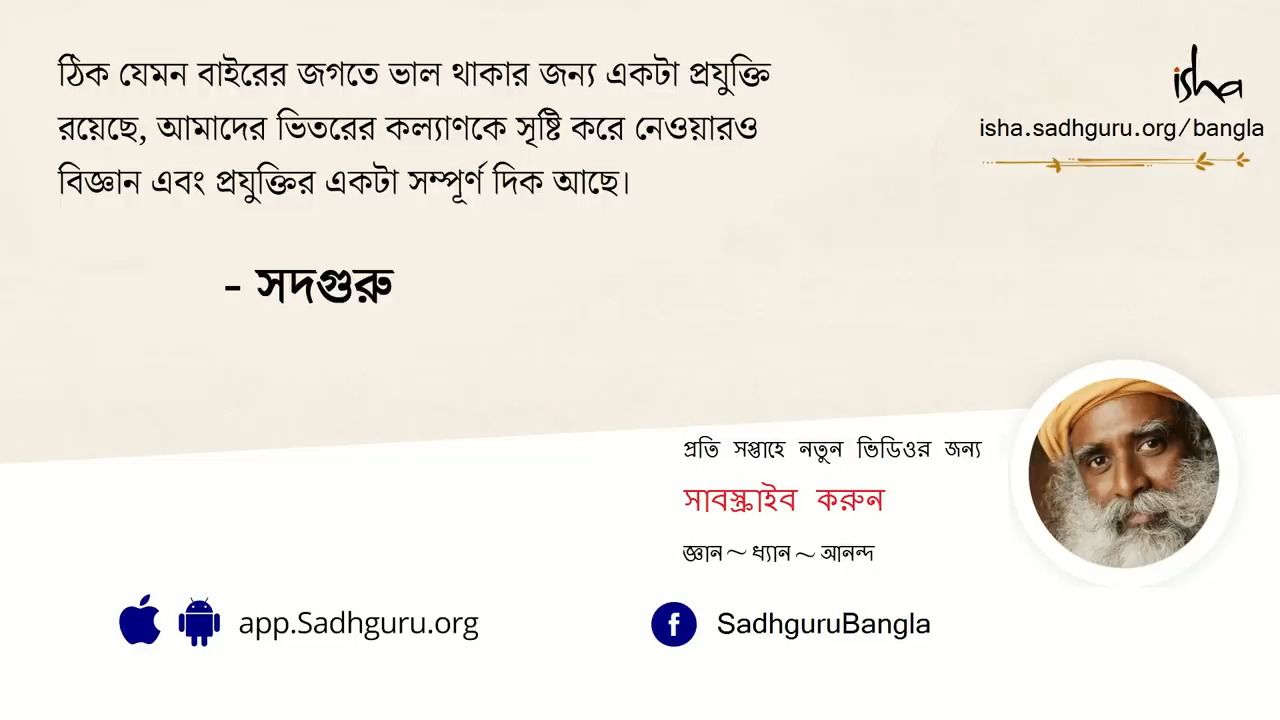 ঠিক যেমন বাইরের জগতে ভাল থাকার জন্য একটা প্রযুক্তি
রয়েছে, আমাদের ভিতরের কল্যাণকে সৃষ্টি করে নেওয়ারও
বিজ্ঞান এবং প্রযুক্তির একটা সম্পূর্ণ দিক আছে।
- সদগুরু
isha
isha.sadhguru.org/bangla
প্রতি সপ্তাহে নতুন ভিডিওর জন্য
সাবস্ক্রাইব করুন
জ্ঞান ~ ধ্যান ~ আনন্দ
app.Sadhguru.org
f SadhguruBangla